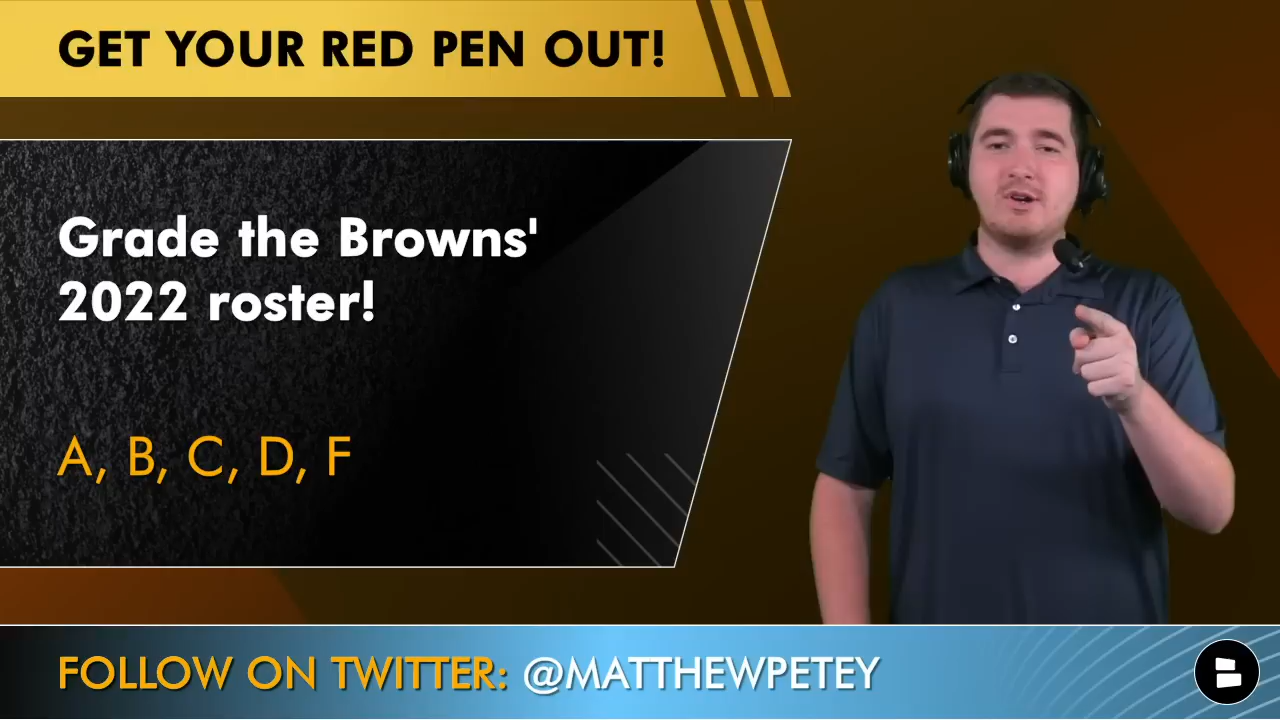 GET YOUR RED PEN OUT!
Grade the Browns'
2022 roster!
A, B, C, D, F
FOLLOW ON TWITTER: @MATTHEWPETEY